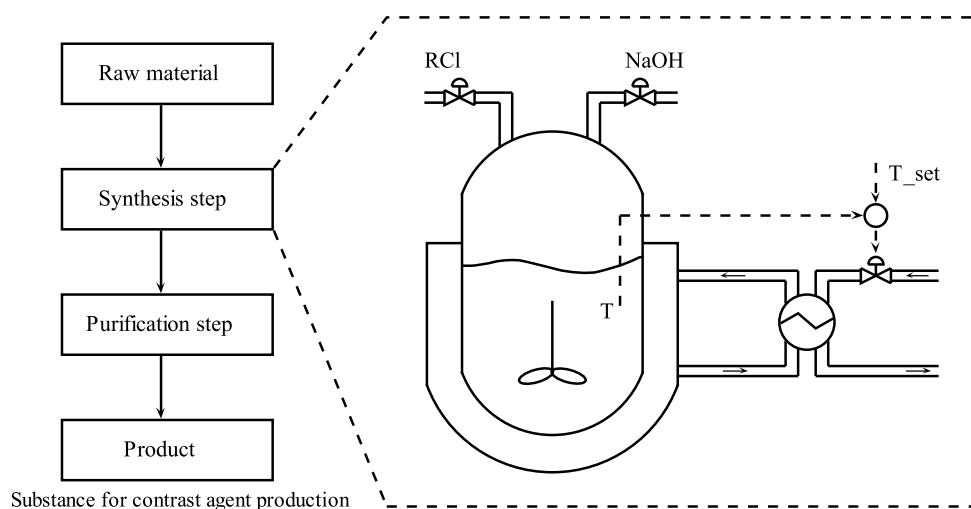 Raw material
Synthesis step
Purification step
Product
Substance for contrast agent production
RCl
NaOH
T_set
T